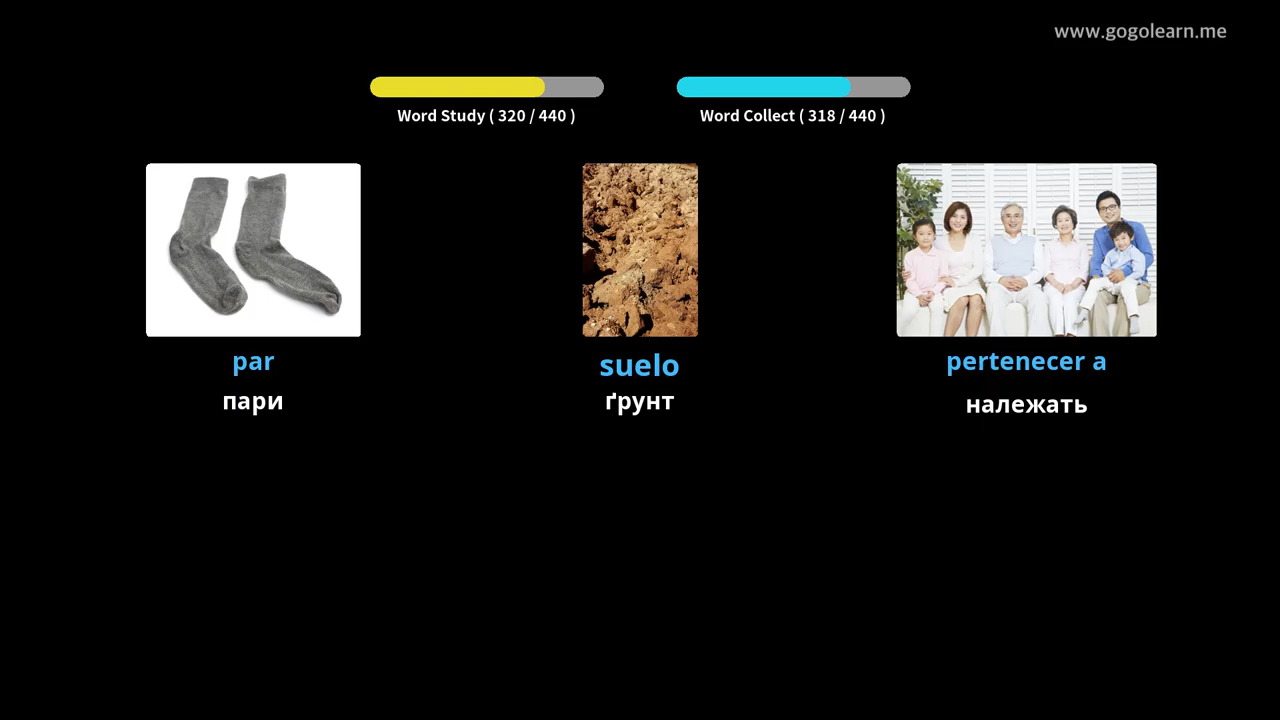 www.gogolearn.me
Word Study ( 320 / 440 )
Word Collect ( 318 / 440 )
par
suelo
pertenecer a
пари
ґрунт
належать